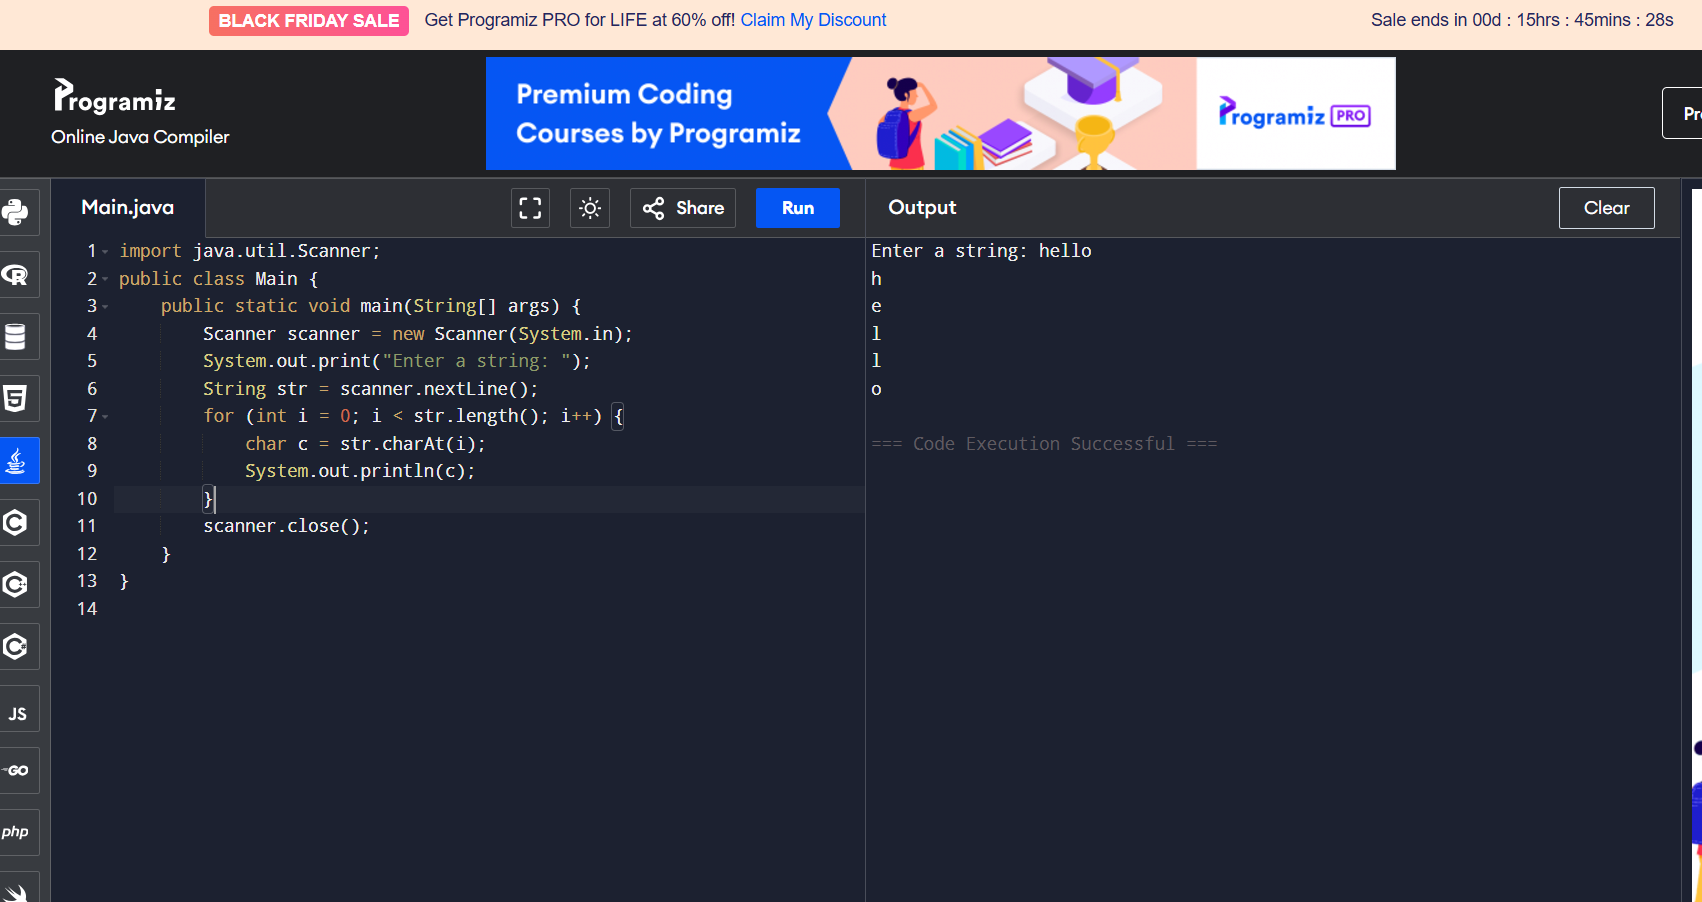 BLACK FRIDAY SALE Get Programiz PRO for LIFE at 60% off! Claim My Discount Sale ends in 00d : 15hrs : 45mins : 28s
Programiz
Online Java Compiler
Premium Coding
Courses by Programiz
Programiz PRO
Main.java
Share
Run
Output
Clear
1 import java.util.Scanner;
2 public class Main {
3     public static void main(String[] args) {
4         Scanner scanner = new Scanner(System.in);
5         System.out.print("Enter a string: ");
6         String str = scanner.nextLine();
7         for (int i = 0; i < str.length(); i++) {
8             char c = str.charAt(i);
9             System.out.println(c);
10         }
11         scanner.close();
12     }
13 }
14
Enter a string: hello
h
e
l
l
o
=== Code Execution Successful ===
R
5
C
C
C#
JS
GO
php